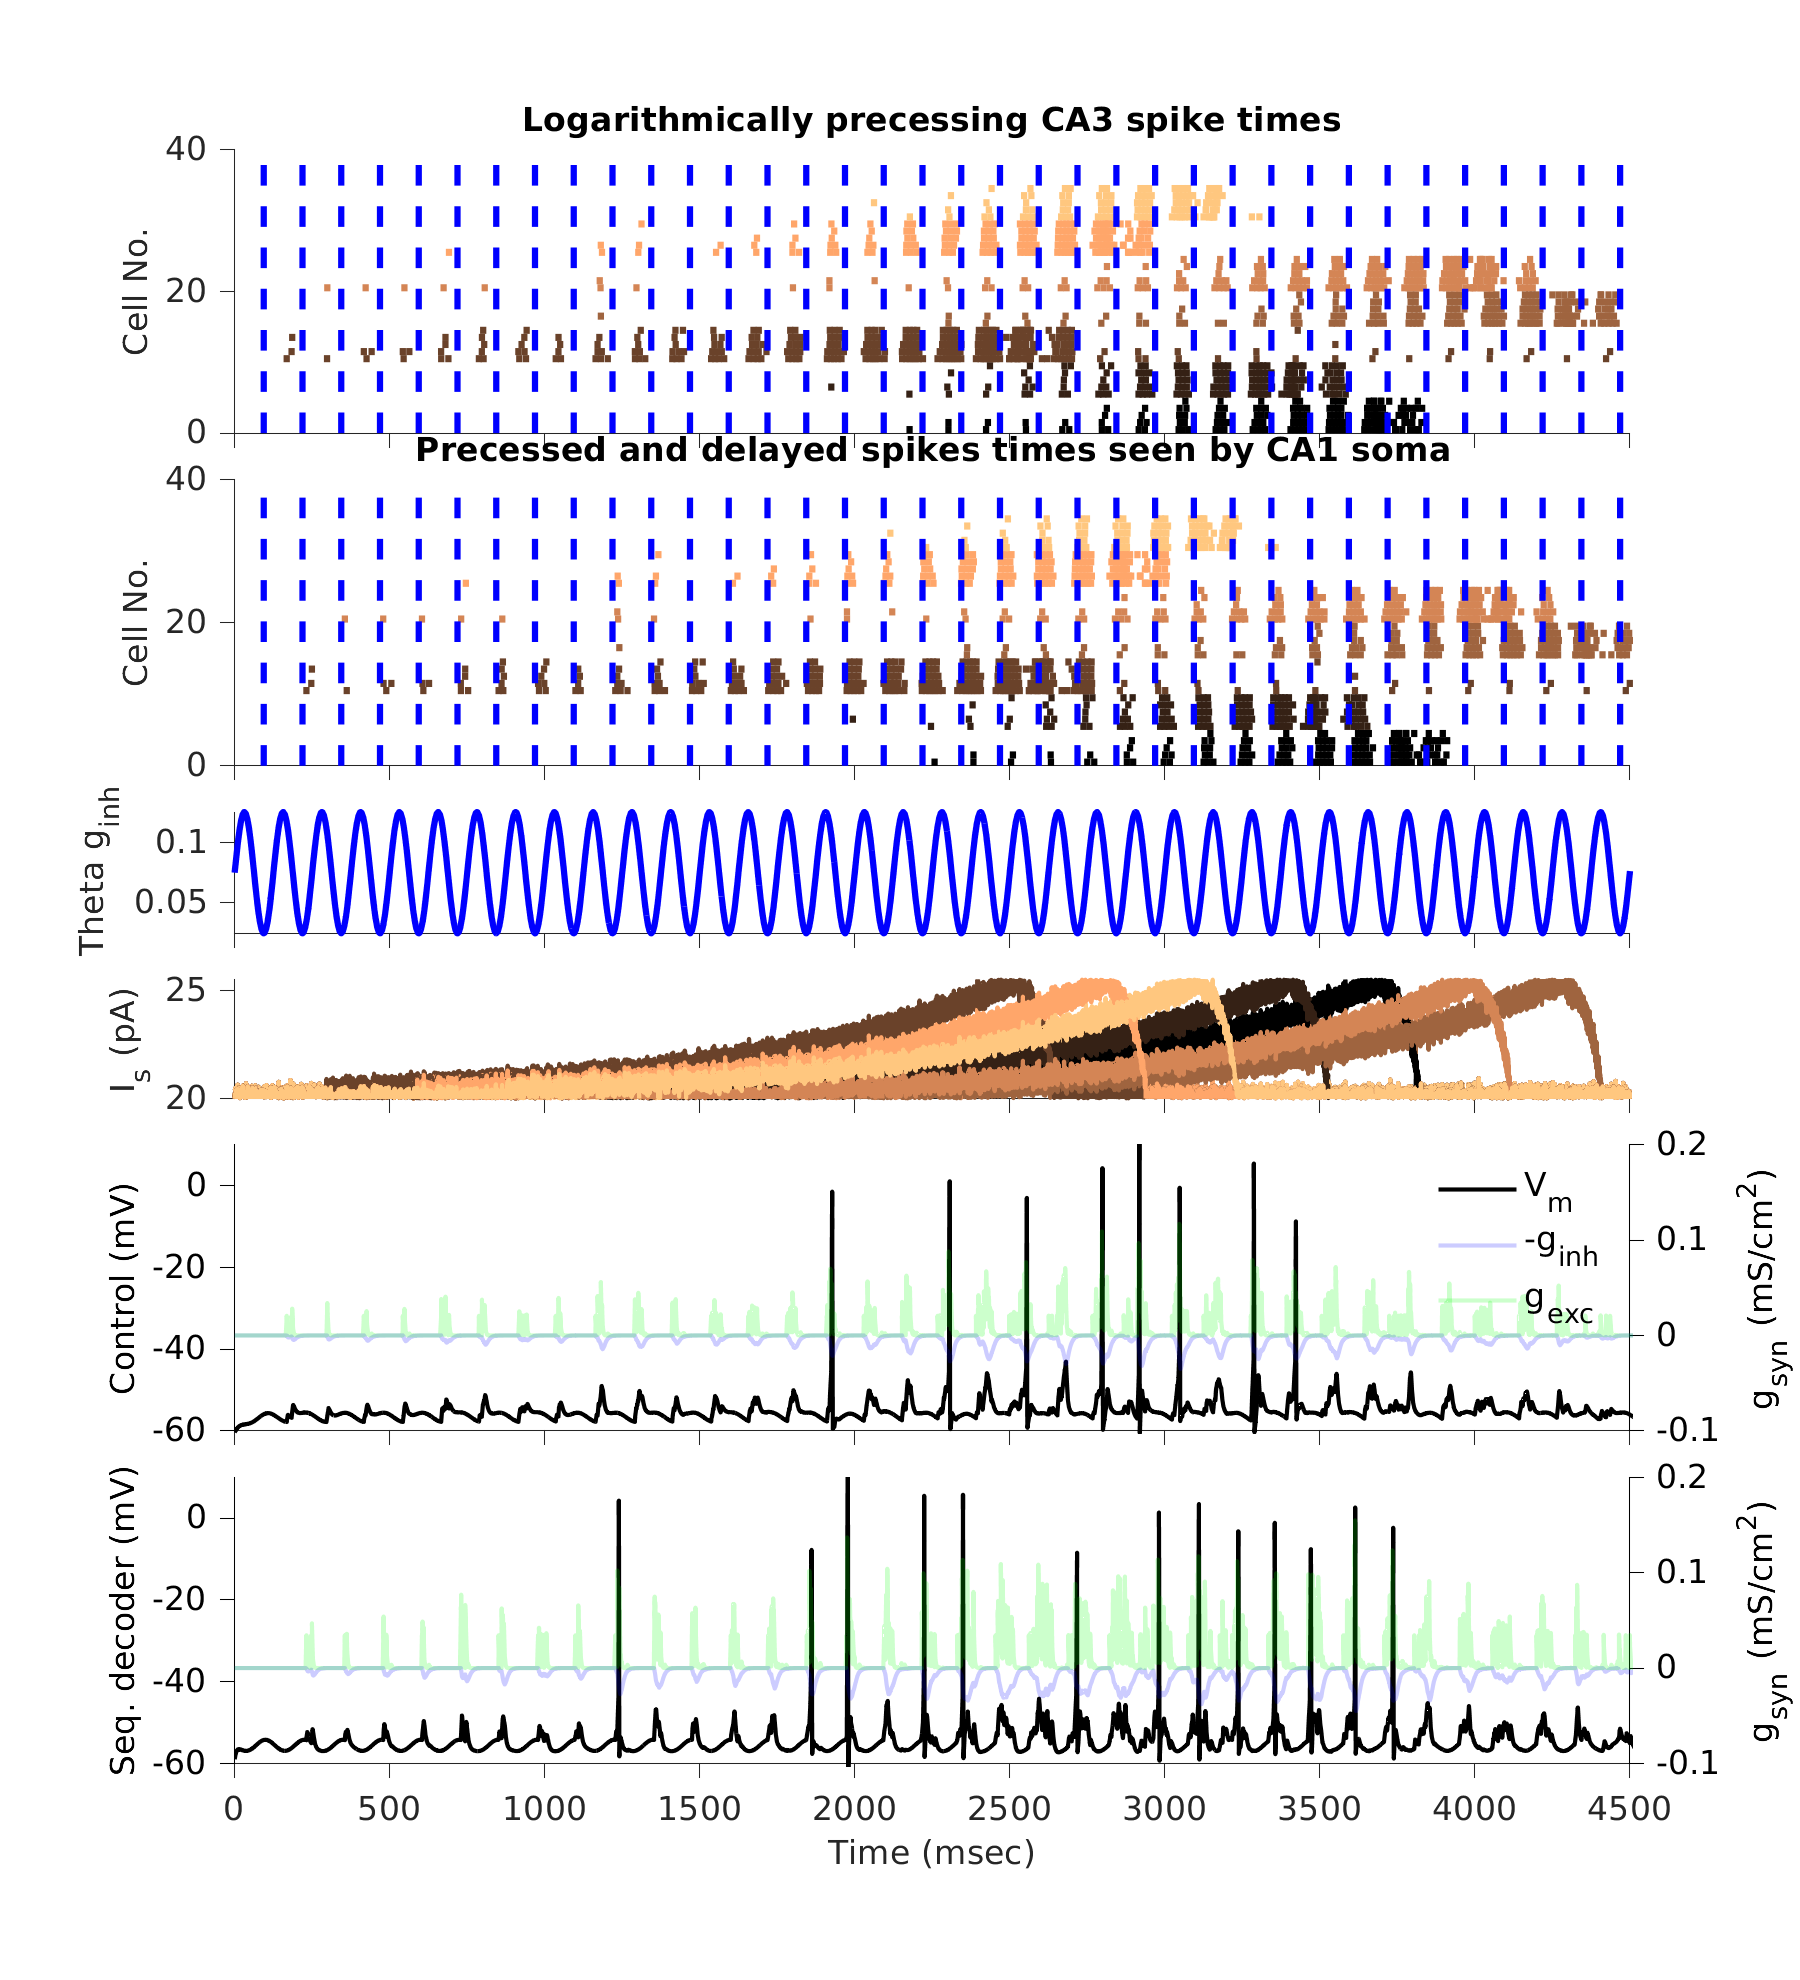 Logarithmically precessing CA3 spike times
40
20
0
Cell No.
Precessed and delayed spikes times seen by CA1 soma
40
20
0
Cell No.
0.1
0.05
Theta g_inh
25
20
I_s (pA)
0
-20
-40
-60
Control (mV)
V_m
-g_inh
g_exc
0.2
0.1
0
-0.1
g_syn (mS/cm²)
0
-20
-40
-60
Seq. decoder (mV)
0.2
0.1
0
-0.1
g_syn (mS/cm²)
0 500 1000 1500 2000 2500 3000 3500 4000 4500
Time (msec)